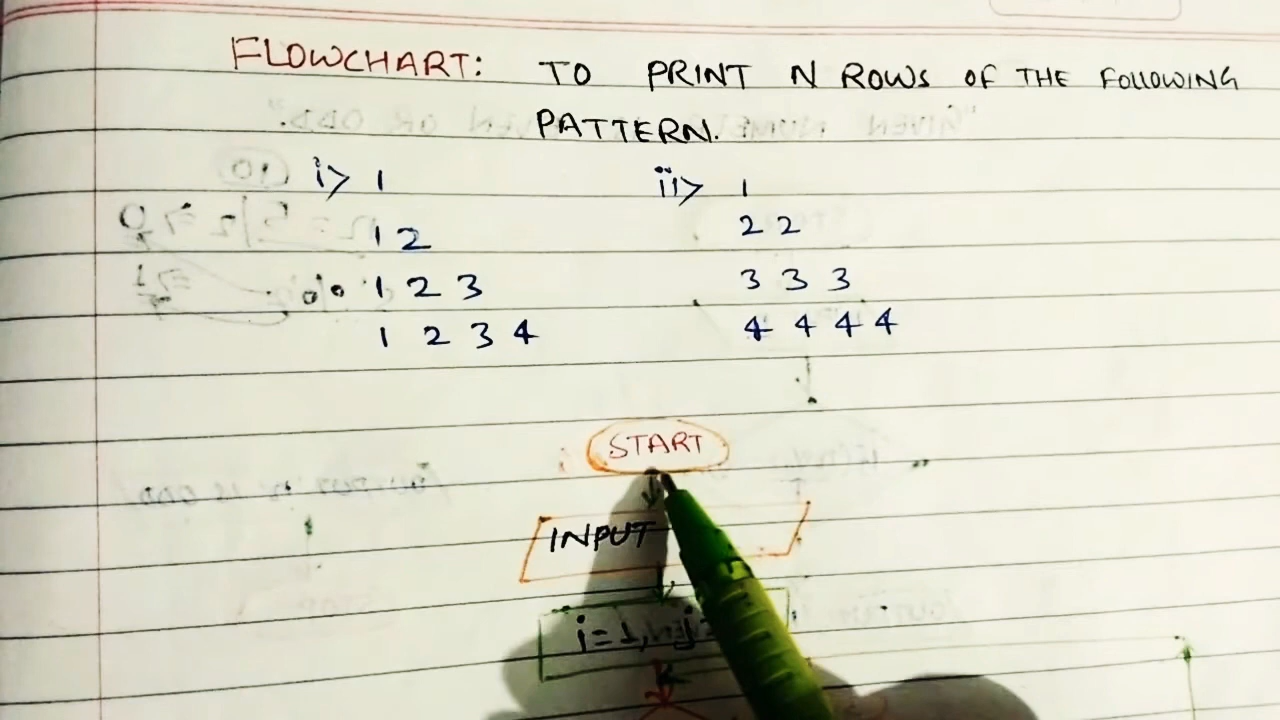 FLOWCHART: TO PRINT N ROWS OF THE FOLLOWING
PATTERN.
i> 1
1 2
1 2 3
1 2 3 4
ii> 1
2 2
3 3 3
4 4 4 4
START
INPUT
i=1, j=